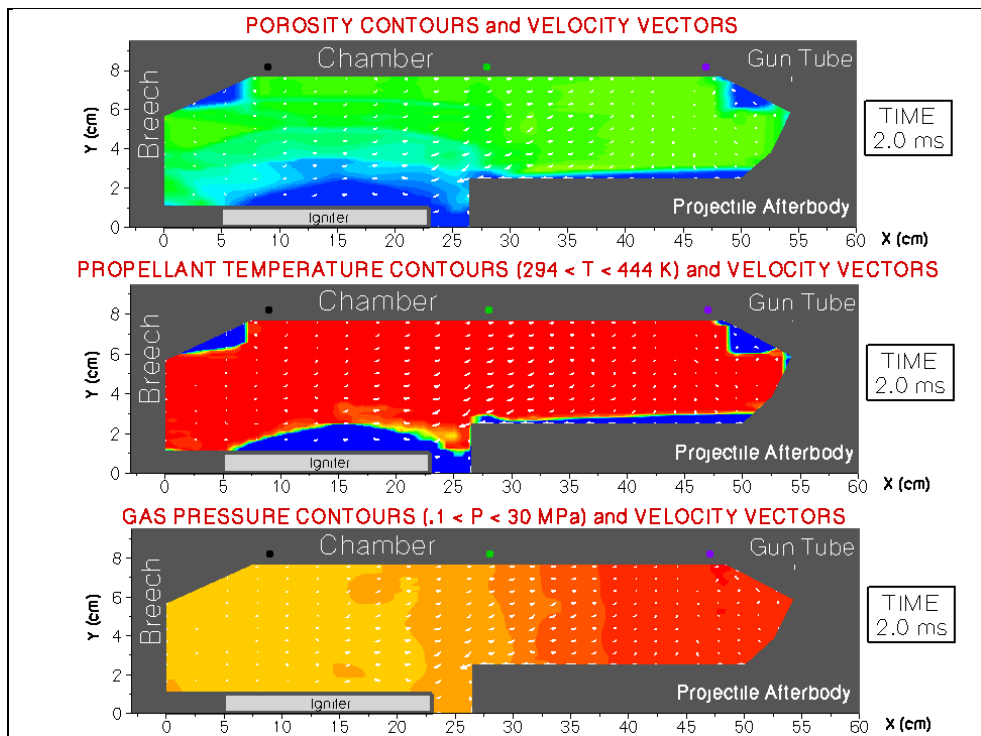 POROSITY CONTOURS and VELOCITY VECTORS
Breech
Chamber
Gun Tube
Y (cm)
8
6
4
2
0
Igniter
Projectile Afterbody
TIME
2.0 ms
0 5 10 15 20 25 30 35 40 45 50 55 60
X (cm)
PROPELLANT TEMPERATURE CONTOURS (294 < T < 444 K) and VELOCITY VECTORS
Breech
Chamber
Gun Tube
Y (cm)
8
6
4
2
0
Igniter
Projectile Afterbody
TIME
2.0 ms
0 5 10 15 20 25 30 35 40 45 50 55 60
X (cm)
GAS PRESSURE CONTOURS (.1 < P < 30 MPa) and VELOCITY VECTORS
Breech
Chamber
Gun Tube
Y (cm)
8
6
4
2
0
Igniter
Projectile Afterbody
TIME
2.0 ms
0 5 10 15 20 25 30 35 40 45 50 55 60
X (cm)